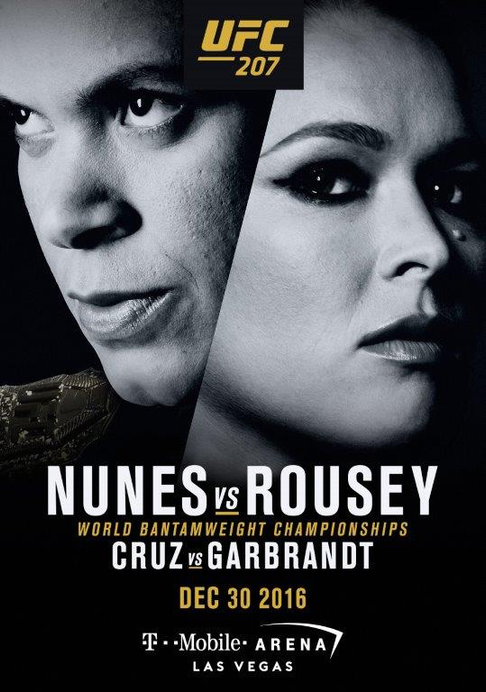 UFC
207
NUNES VS ROUSEY
WORLD BANTAMWEIGHT CHAMPIONSHIPS
CRUZ VS GARBRANDT
DEC 30 2016
T··Mobile· ARENA
LAS VEGAS